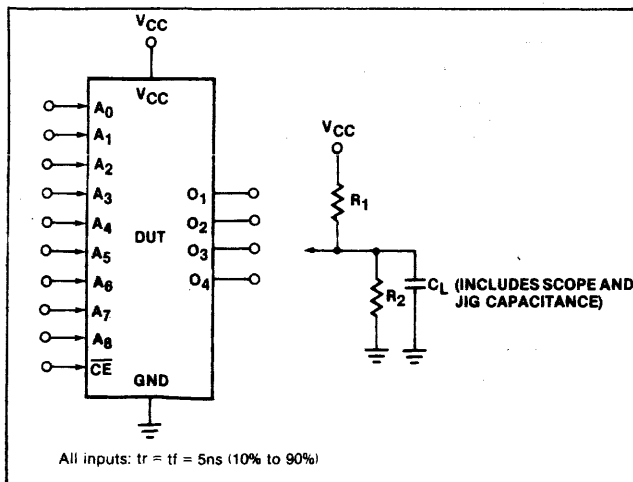 VCC
VCC
A0
A1
A2
A3
A4
A5
A6
A7
A8
CE
DUT
O1
O2
O3
O4
GND
VCC
R1
R2
CL (INCLUDES SCOPE AND
JIG CAPACITANCE)
All inputs: tr = tf = 5ns (10% to 90%)